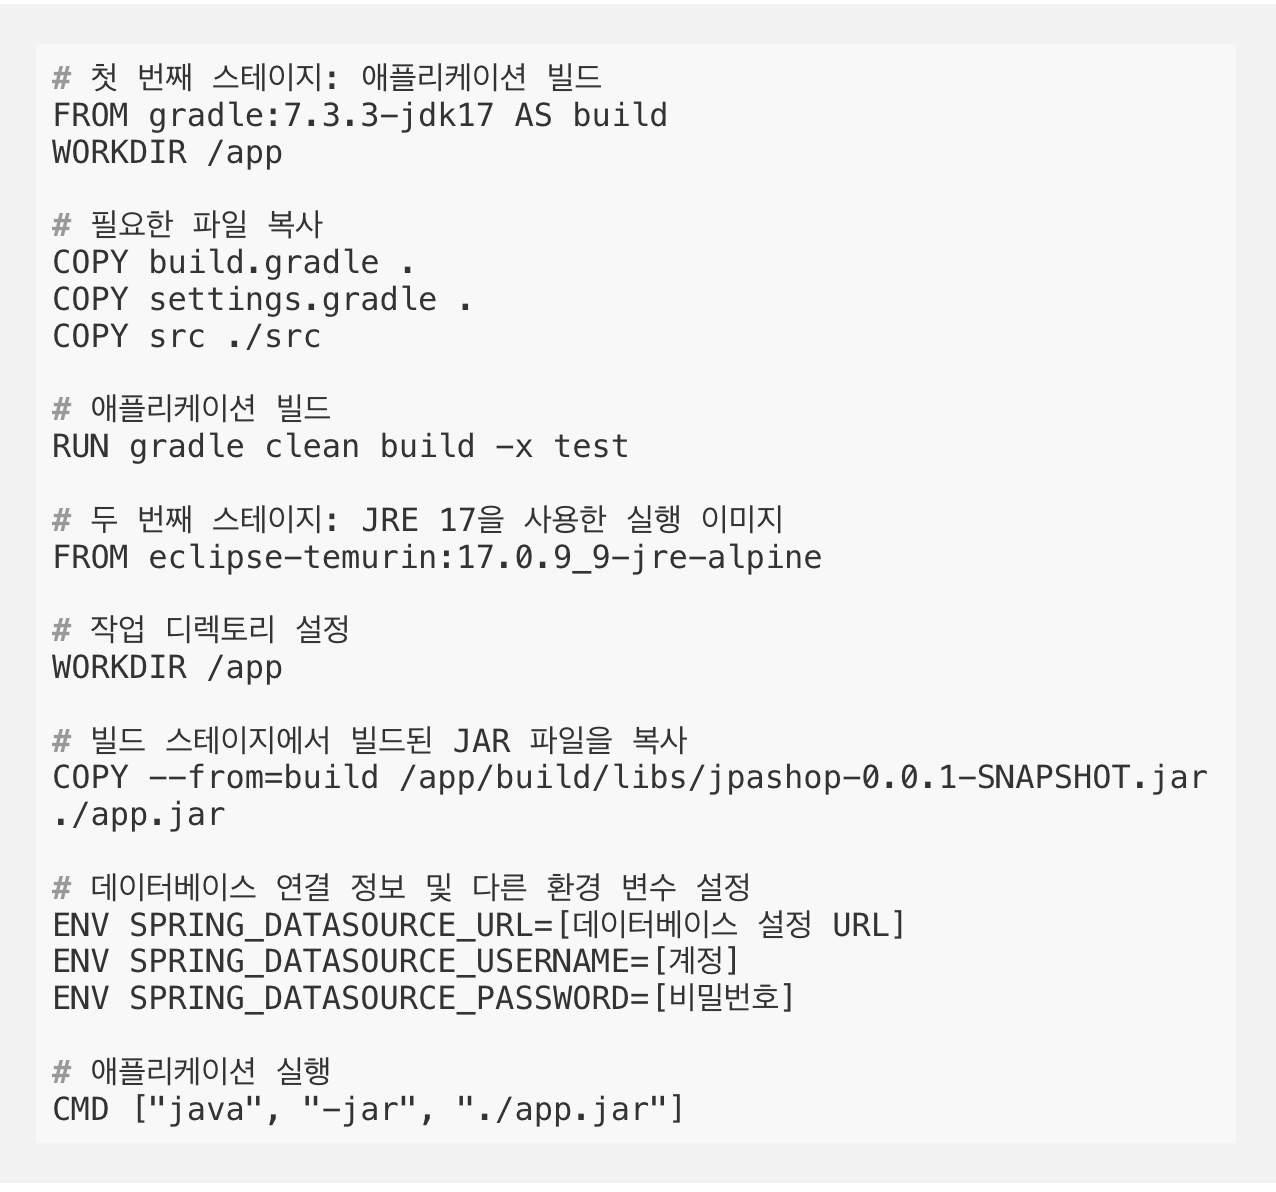 # 첫 번째 스테이지: 애플리케이션 빌드
FROM gradle:7.3.3-jdk17 AS build
WORKDIR /app
# 필요한 파일 복사
COPY build.gradle .
COPY settings.gradle .
COPY src ./src
# 애플리케이션 빌드
RUN gradle clean build -x test
# 두 번째 스테이지: JRE 17을 사용한 실행 이미지
FROM eclipse-temurin:17.0.9_9-jre-alpine
# 작업 디렉토리 설정
WORKDIR /app
# 빌드 스테이지에서 빌드된 JAR 파일을 복사
COPY --from=build /app/build/libs/jpashop-0.0.1-SNAPSHOT.jar
./app.jar
# 데이터베이스 연결 정보 및 다른 환경 변수 설정
ENV SPRING_DATASOURCE_URL=[데이터베이스 설정 URL]
ENV SPRING_DATASOURCE_USERNAME=[계정]
ENV SPRING_DATASOURCE_PASSWORD=[비밀번호]
# 애플리케이션 실행
CMD ["java", "-jar", "./app.jar"]